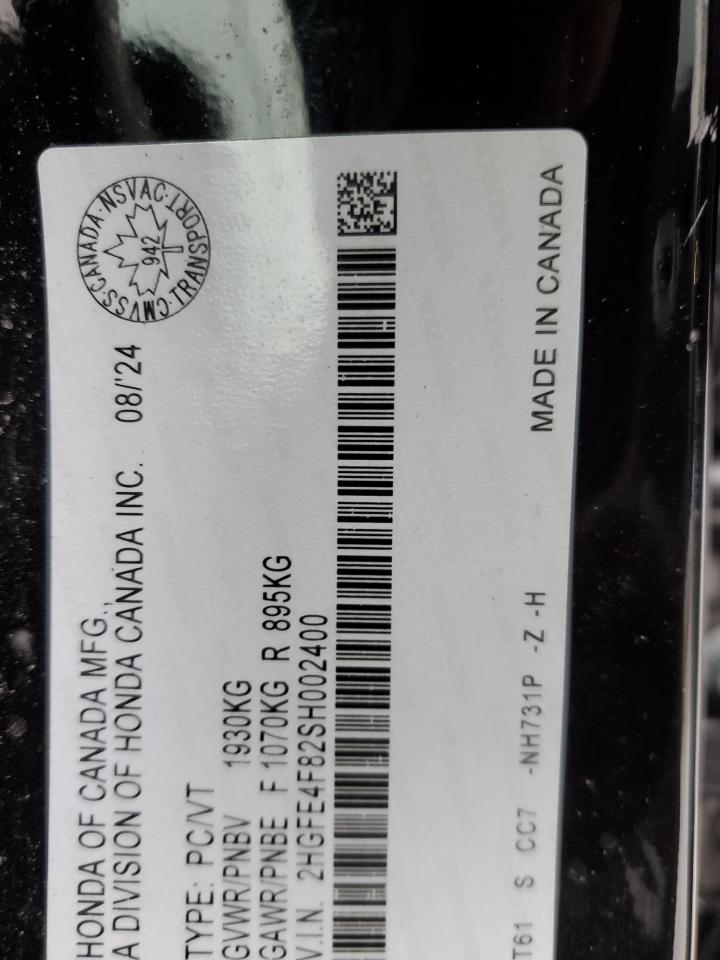 HONDA OF CANADA MFG.,
A DIVISION OF HONDA CANADA INC. 08/'24
CMVSS·CANADA·NSVAC·TRANSPORT·
942
TYPE: PC/VT
GVWR/PNBV 1930KG
GAWR/PNBE F 1070KG R 895KG
V.I.N. 2HGFE4F82SH002400
T61 S CC7 -NH731P -Z -H
MADE IN CANADA